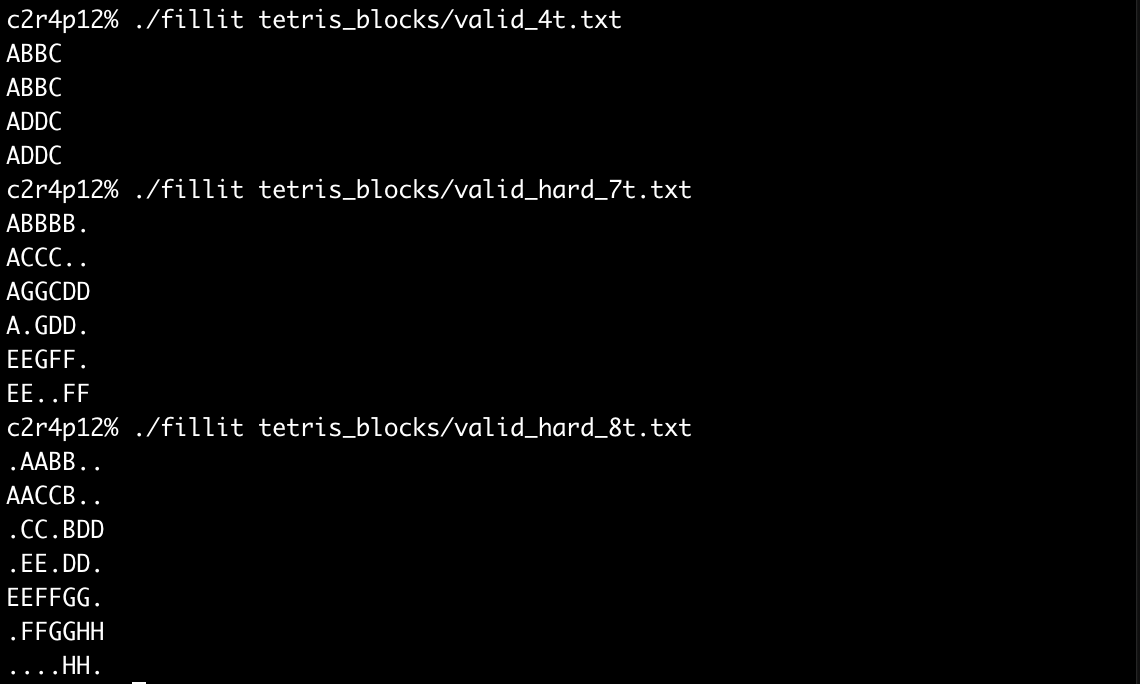 c2r4p12% ./fillit tetris_blocks/valid_4t.txt
ABBC
ABBC
ADDC
ADDC
c2r4p12% ./fillit tetris_blocks/valid_hard_7t.txt
ABBBB.
ACCC..
AGGCDD
A.GDD.
EEGFF.
EE..FF
c2r4p12% ./fillit tetris_blocks/valid_hard_8t.txt
.AABB..
AACCB..
.CC.BDD
.EE.DD.
EEFFGG.
.FFGGHH
....HH.